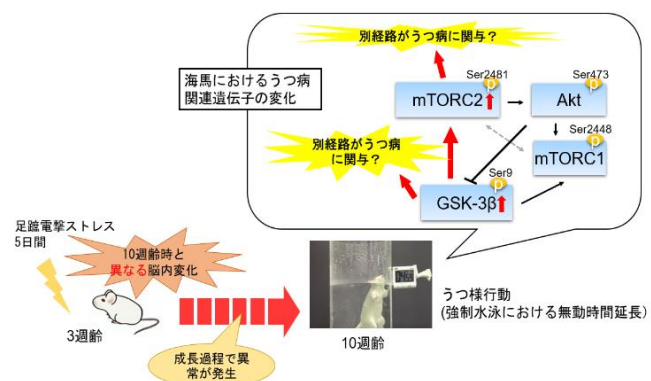 別経路がうつ病に関与？
海馬におけるうつ病
関連遺伝子の変化
Ser2481
p
mTORC2
Ser473
p
Akt
Ser2448
p
mTORC1
別経路がうつ病
に関与？
Ser9
p
GSK-3β
足蹠電撃ストレス
5日間
10週齢時と
異なる脳内変化
3週齢
成長過程で異
常が発生
10週齢
うつ様行動
(強制水泳における無動時間延長)